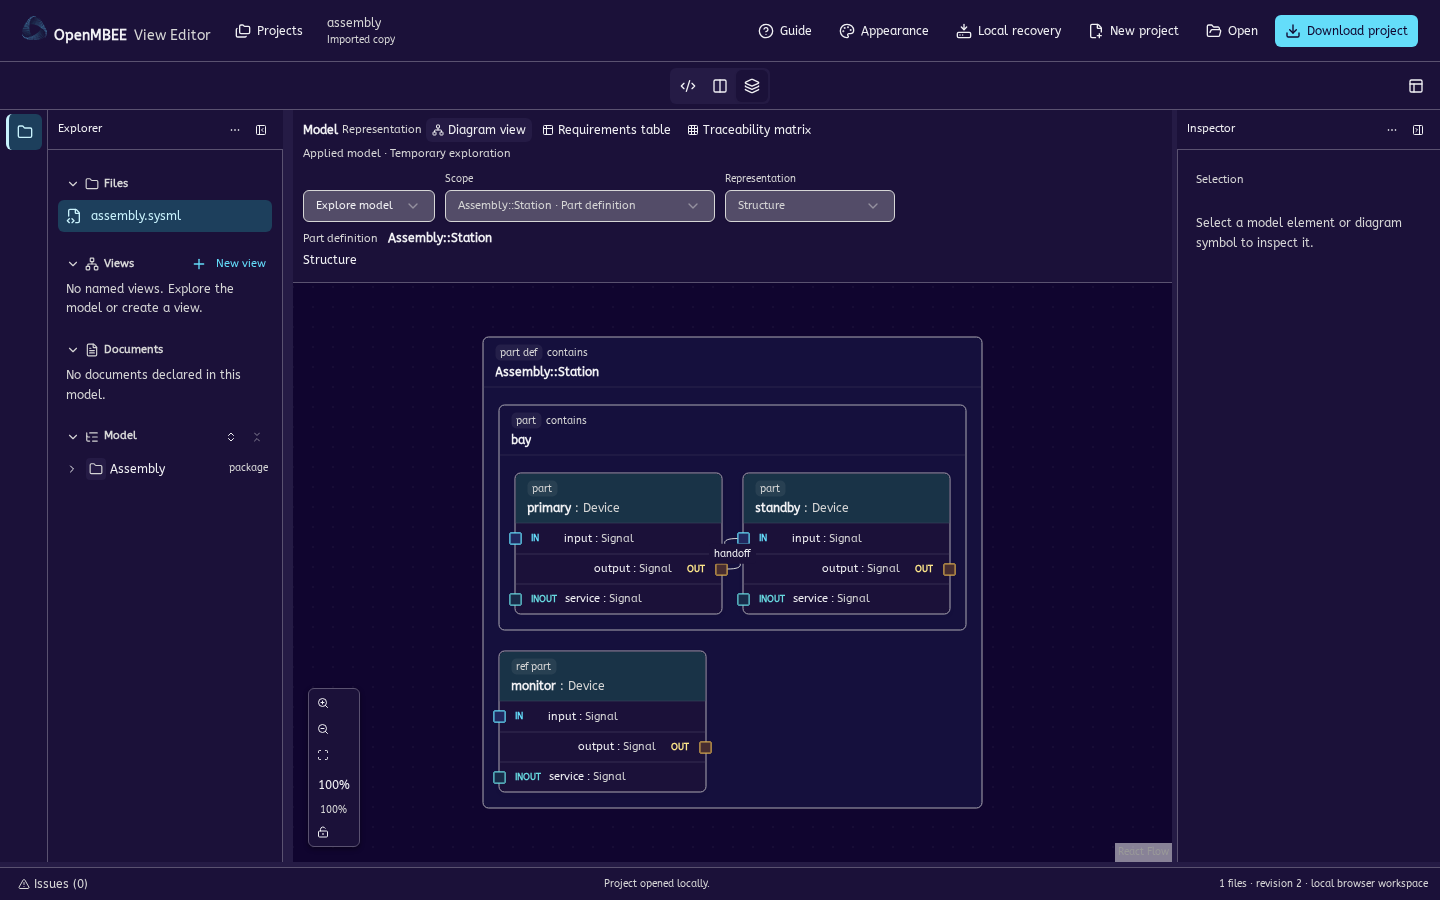 OpenMBEE View Editor
Projects
assembly
Imported copy
Guide
Appearance
Local recovery
New project
Open
Download project
Explorer
Files
assembly.sysml
Views
New view
No named views. Explore the
model or create a view.
Documents
No documents declared in this
model.
Model
Assembly
package
Model Representation Diagram view Requirements table Traceability matrix
Applied model · Temporary exploration
Scope
Representation
Explore model
Assembly::Station · Part definition
Structure
Part definition Assembly::Station
Structure
part def contains
Assembly::Station
part contains
bay
part
primary : Device
IN input : Signal
output : Signal OUT
INOUT service : Signal
handoff
part
standby : Device
IN input : Signal
output : Signal OUT
INOUT service : Signal
ref part
monitor : Device
IN input : Signal
output : Signal OUT
INOUT service : Signal
100%
100%
React Flow
Inspector
Selection
Select a model element or diagram
symbol to inspect it.
Issues (0)
Project opened locally.
1 files · revision 2 · local browser workspace